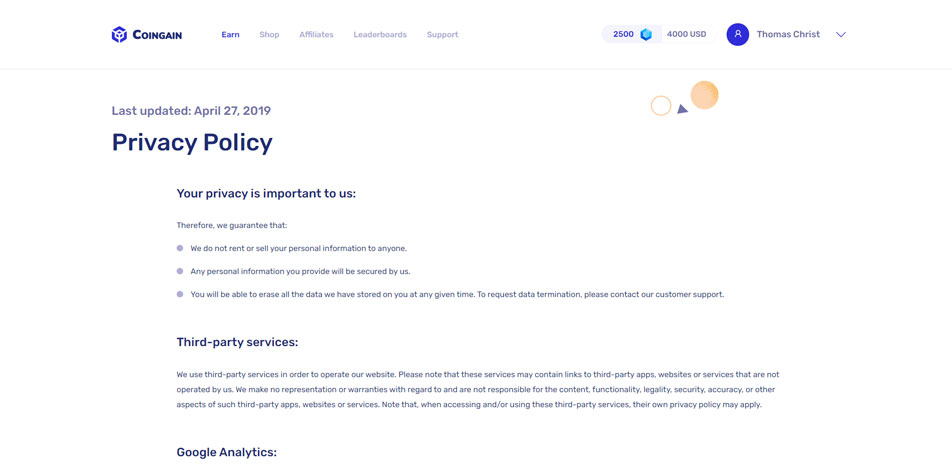 Coingain
Earn Shop Affiliates Leaderboards Support
2500 4000 USD Thomas Christ
Last updated: April 27, 2019
Privacy Policy
Your privacy is important to us:
Therefore, we guarantee that:
We do not rent or sell your personal information to anyone.
Any personal information you provide will be secured by us.
You will be able to erase all the data we have stored on you at any given time. To request data termination, please contact our customer support.
Third-party services:
We use third-party services in order to operate our website. Please note that these services may contain links to third-party apps, websites or services that are not
operated by us. We make no representation or warranties with regard to and are not responsible for the content, functionality, legality, security, accuracy, or other
aspects of such third-party apps, websites or services. Note that, when accessing and/or using these third-party services, their own privacy policy may apply.
Google Analytics: